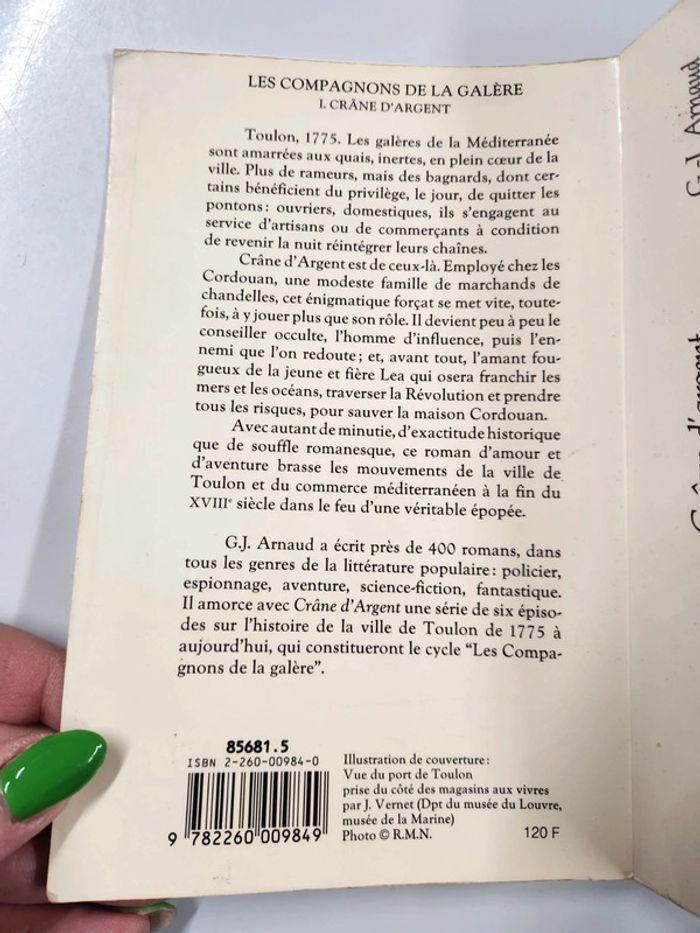 LES COMPAGNONS DE LA GALÈRE
I. CRÂNE D'ARGENT
Toulon, 1775. Les galères de la Méditerranée
sont amarrées aux quais, inertes, en plein cœur de la
ville. Plus de rameurs, mais des bagnards, dont cer-
tains bénéficient du privilège, le jour, de quitter les
pontons : ouvriers, domestiques, ils s'engagent au
service d'artisans ou de commerçants à condition
de revenir la nuit réintégrer leurs chaînes.
Crâne d'Argent est de ceux-là. Employé chez les
Cordouan, une modeste famille de marchands de
chandelles, cet énigmatique forçat se met vite, toute-
fois, à y jouer plus que son rôle. Il devient peu à peu le
conseiller occulte, l'homme d'influence, puis l'en-
nemi que l'on redoute ; et, avant tout, l'amant fou-
gueux de la jeune et fière Lea qui osera franchir les
mers et les océans, traverser la Révolution et prendre
tous les risques, pour sauver la maison Cordouan.
Avec autant de minutie, d'exactitude historique
que de souffle romanesque, ce roman d'amour et
d'aventure brasse les mouvements de la ville de
Toulon et du commerce méditerranéen à la fin du
XVIIIe siècle dans le feu d'une véritable épopée.
G.J. Arnaud a écrit près de 400 romans, dans
tous les genres de la littérature populaire : policier,
espionnage, aventure, science-fiction, fantastique.
Il amorce avec Crâne d'Argent une série de six épiso-
des sur l'histoire de la ville de Toulon de 1775 à
aujourd'hui, qui constitueront le cycle "Les Compa-
gnons de la galère".
85681.5
ISBN 2-260-00984-0
9 782260 009849
Illustration de couverture :
Vue du port de Toulon
prise du côté des magasins aux vivres
par J. Vernet (Dpt du musée du Louvre,
musée de la Marine)
Photo © R.M.N.
120 F
G.-J. Arnaud
Crâne d'argent